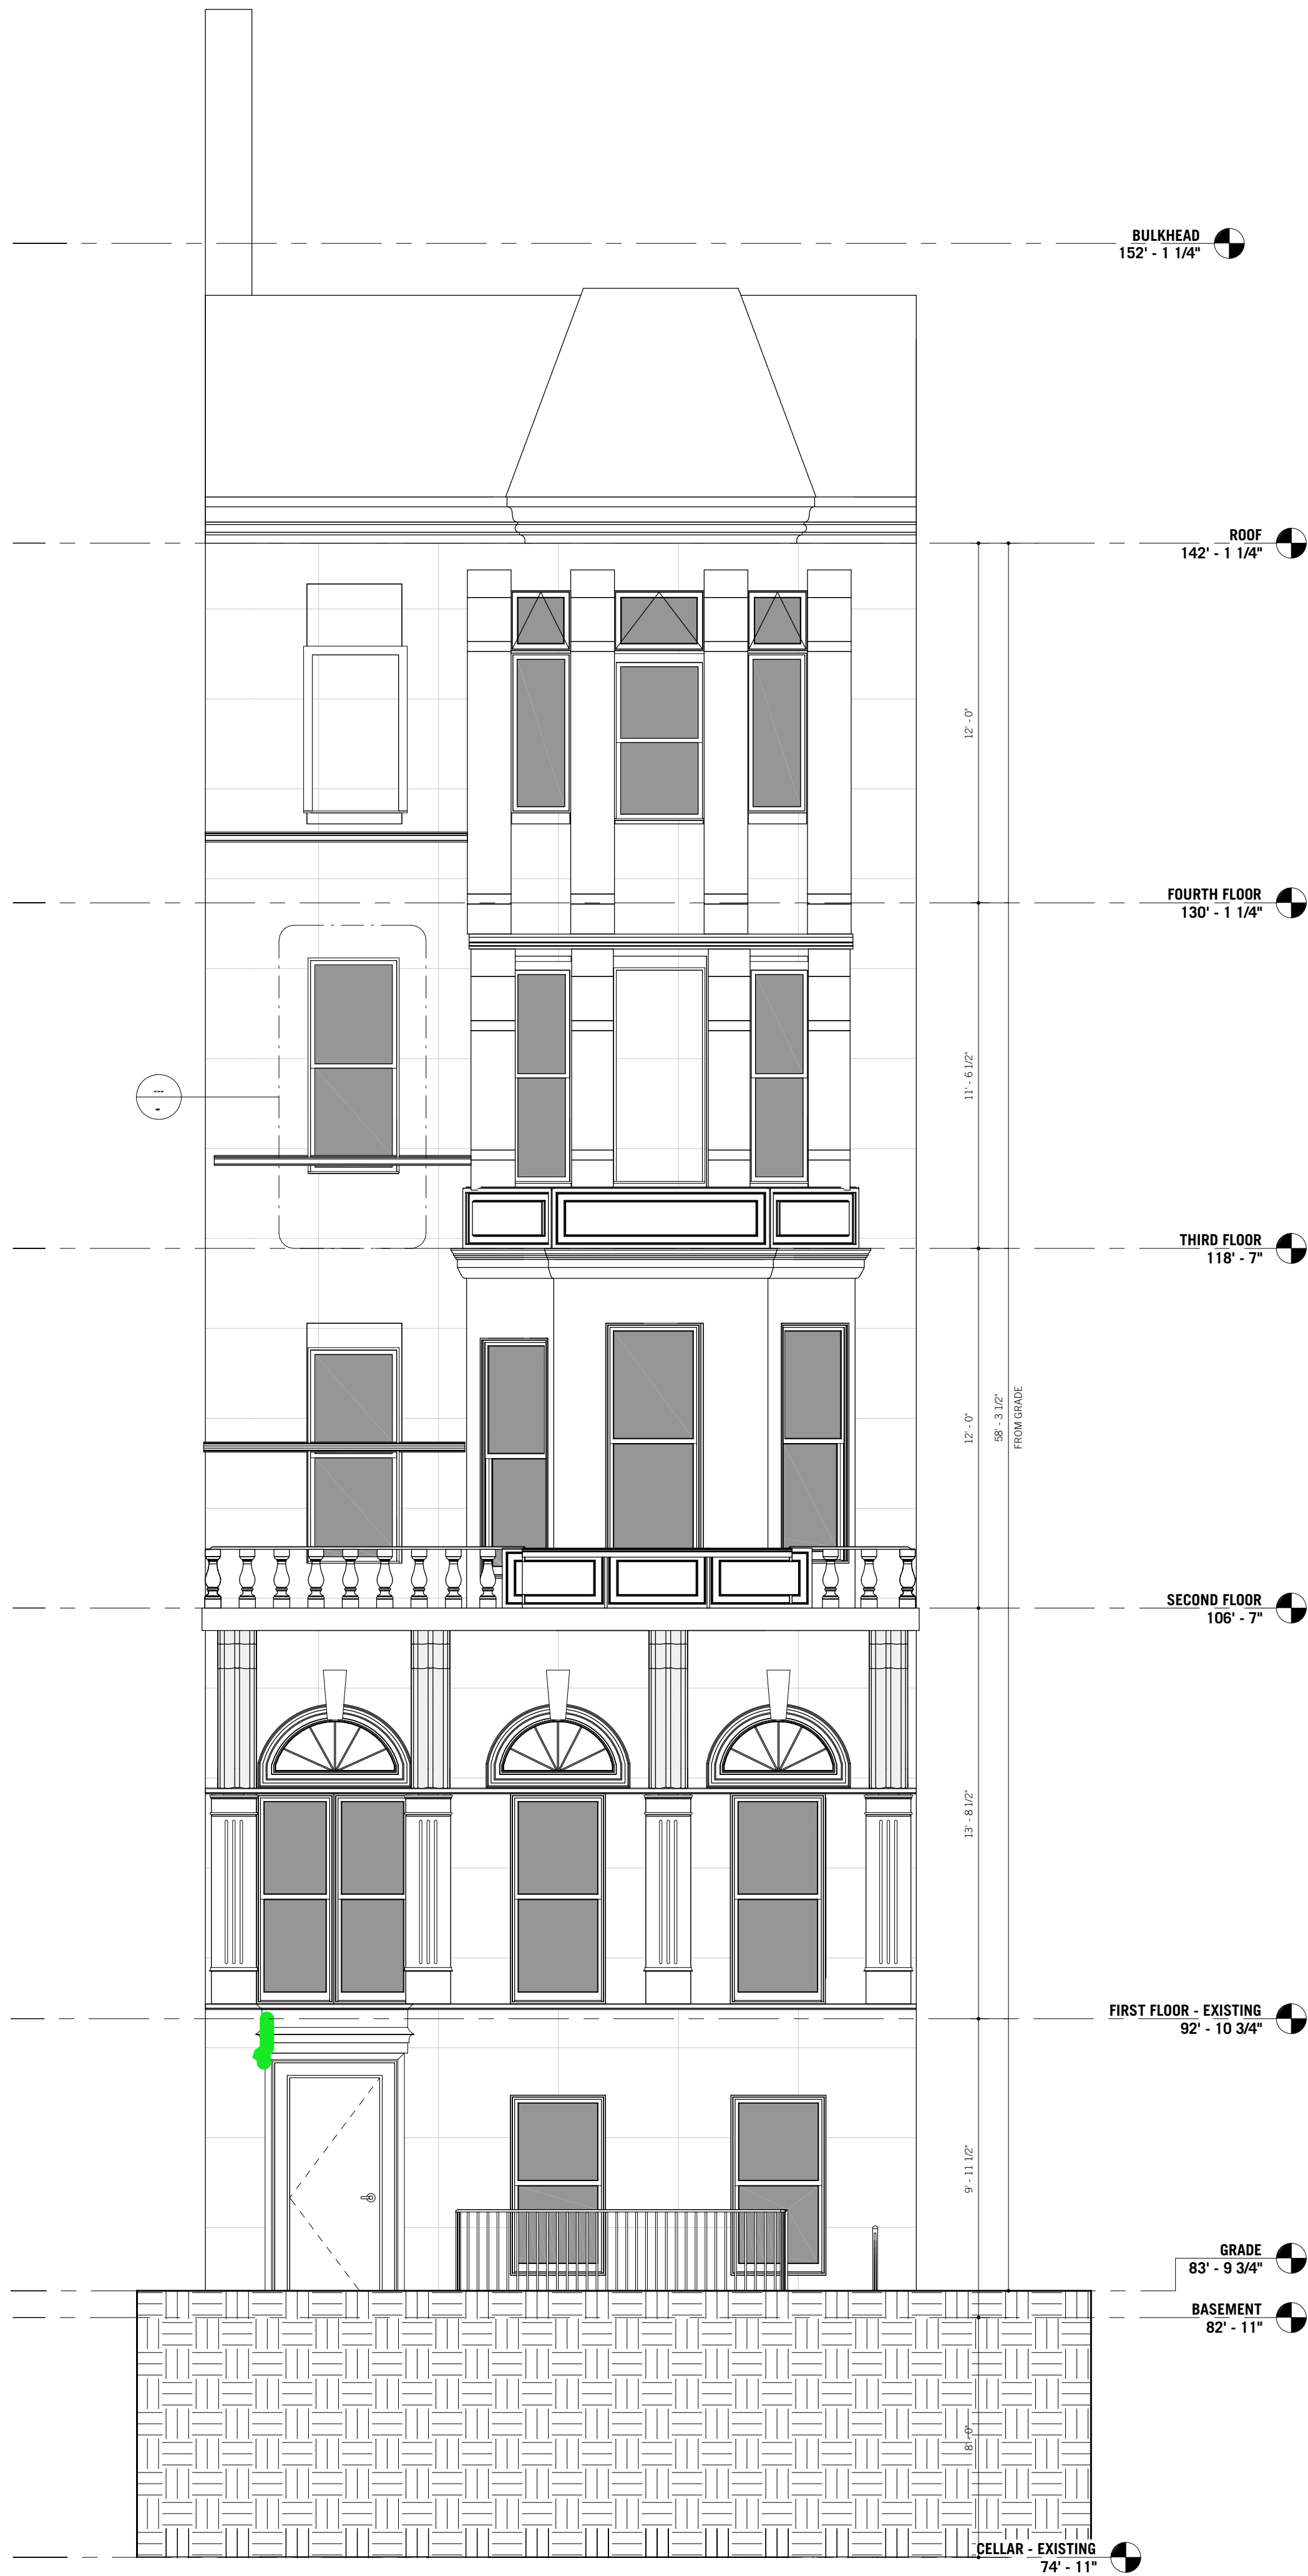 BULKHEAD
152' - 1 1/4"
ROOF
142' - 1 1/4"
12' - 0"
FOURTH FLOOR
130' - 1 1/4"
11' - 6 1/2"
---
-
THIRD FLOOR
118' - 7"
12' - 0"
58' - 3 1/2"
FROM GRADE
SECOND FLOOR
106' - 7"
13' - 8 1/2"
FIRST FLOOR - EXISTING
92' - 10 3/4"
9' - 11 1/2"
GRADE
83' - 9 3/4"
BASEMENT
82' - 11"
8' - 0"
CELLAR - EXISTING
74' - 11"